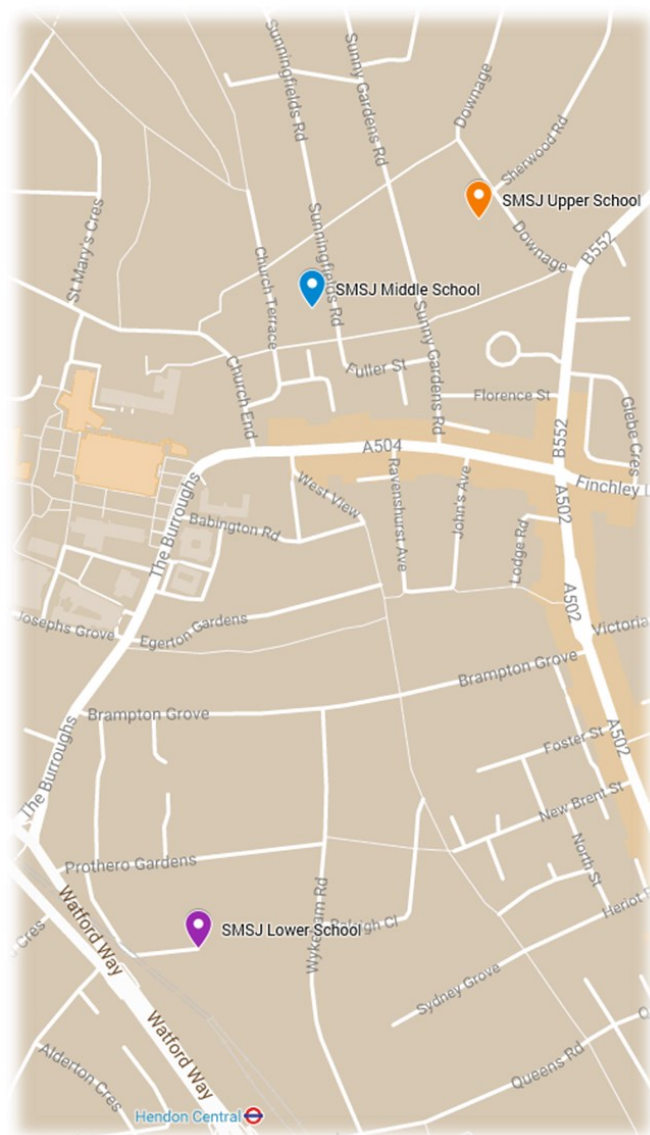 Sunningfields Rd
Sunny Gardens Rd
Downage
Sherwood Rd
SMSJ Upper School
Downage
B552
St Mary's Cres
Church Terrace
Sunningfields Rd
SMSJ Middle School
Sunny Gardens Rd
Fuller St
Church End
Florence St
Glebe Cres
B552
A504
Finchley L
The Burroughs
West View
Ravenshurst Ave
John's Ave
A502
Babington Rd
Lodge Rd
A502
Josephs Grove
Egerton Gardens
Victoria
Brampton Grove
Brampton Grove
The Burroughs
A502
Foster St
New Brent St
Prothero Gardens
North St
Watford Way
SMSJ Lower School
Wykeham Rd
Raleigh Cl
Heriot
Cres
Sydney Grove
Watford Way
Queens Rd
Alderton Cres
Hendon Central